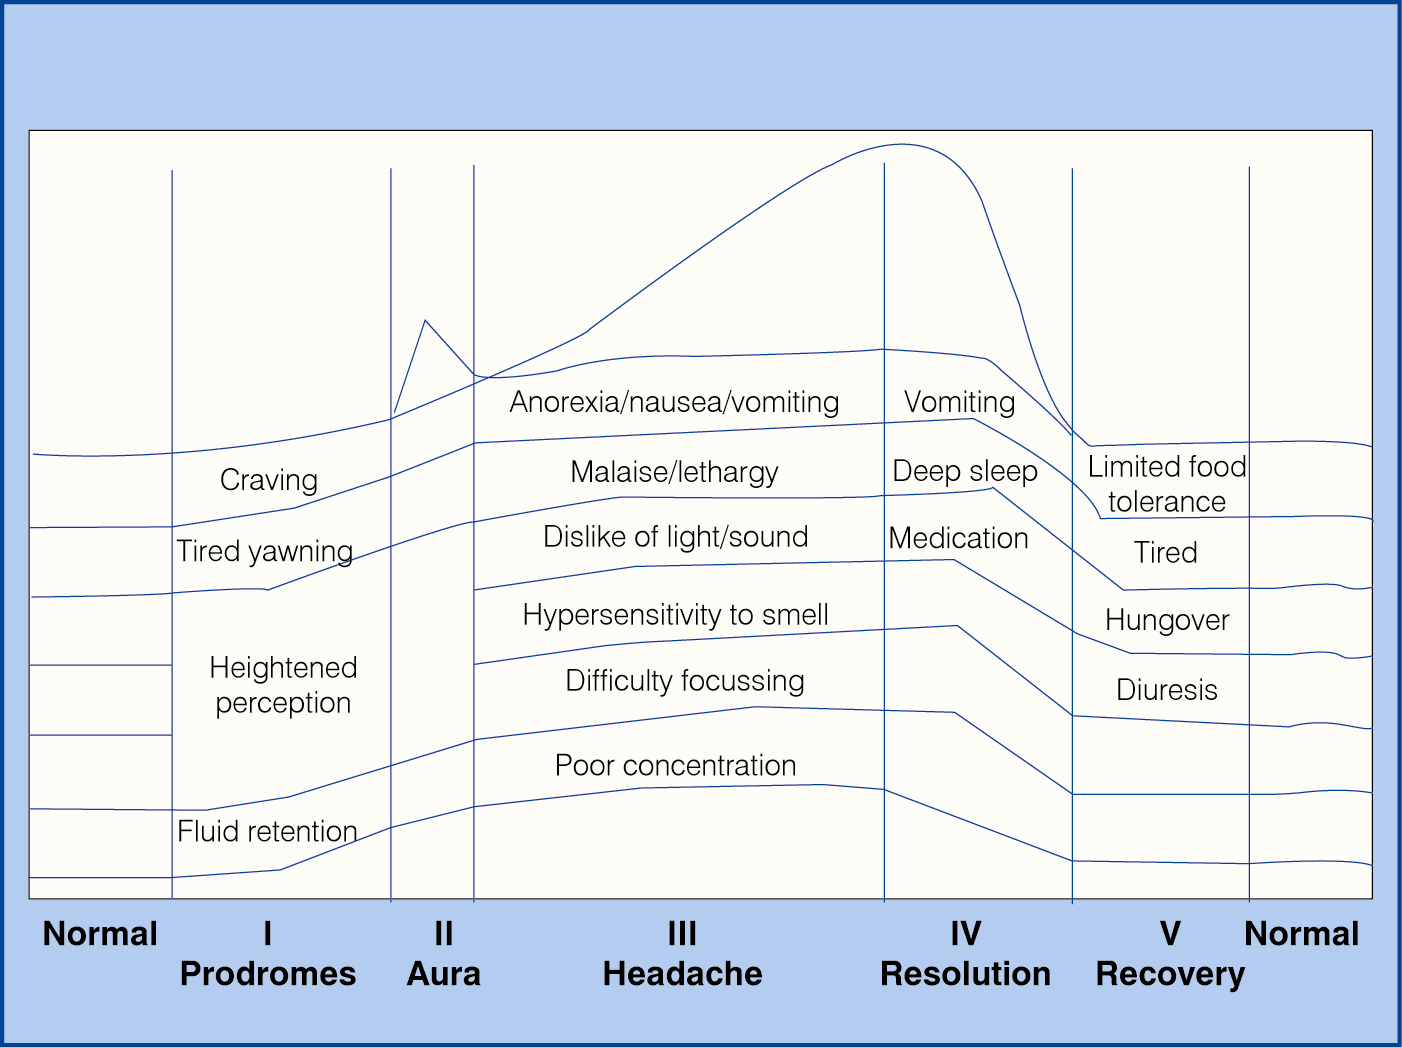 Craving
Tired yawning
Heightened
perception
Fluid retention
Anorexia/nausea/vomiting
Malaise/lethargy
Dislike of light/sound
Hypersensitivity to smell
Difficulty focussing
Poor concentration
Vomiting
Deep sleep
Medication
Limited food
tolerance
Tired
Hungover
Diuresis
Normal
I
Prodromes
II
Aura
III
Headache
IV
Resolution
V
Recovery
Normal